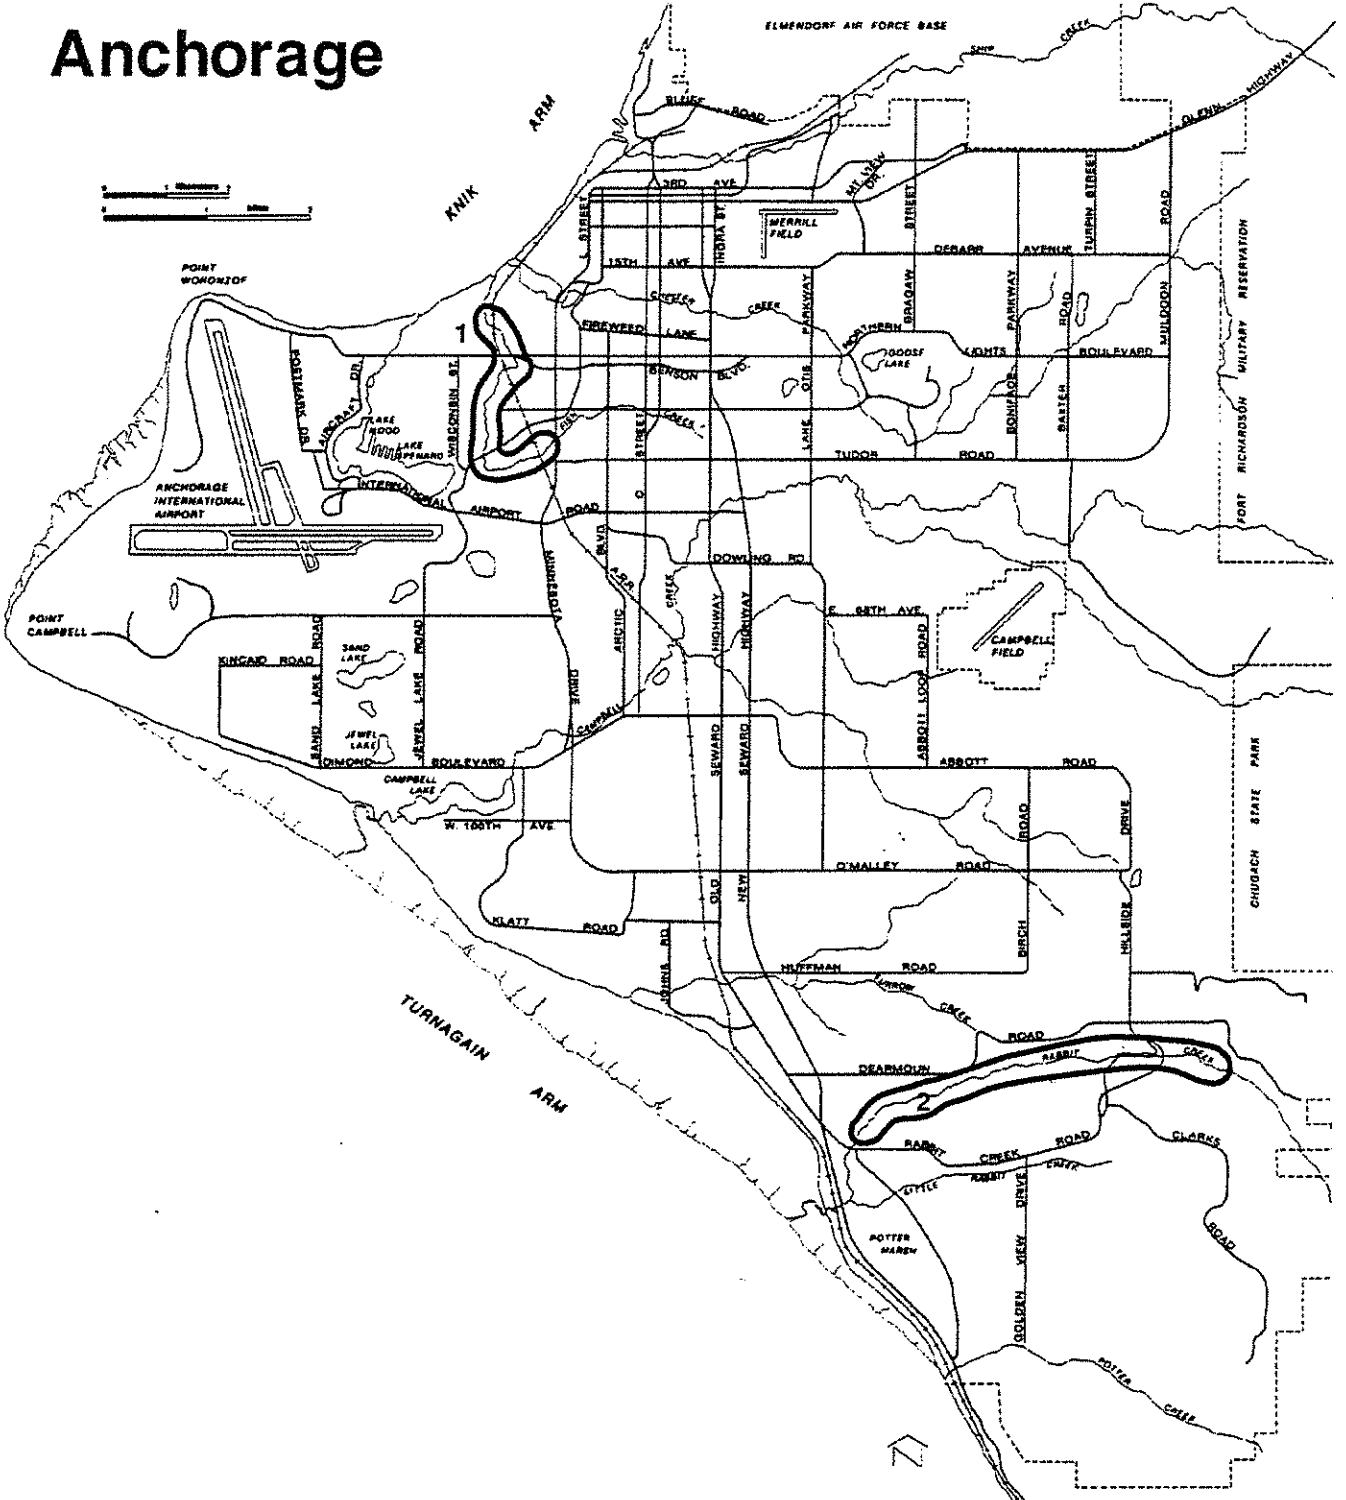 Anchorage
ELMENDORF AIR FORCE BASE
SHIP
CREEK
GLENN
HIGHWAY
KNIK
ARM
BLUFF ROAD
3RD AVE
MT. VIEW
DR.
MERRILL
FIELD
L STREET
INGRA ST.
15TH AVE
DEBARR AVENUE
BRAGAW
STREET
TURPIN STREET
MULDOON
ROAD
POINT
WORONZOF
CHESTER CREEK
FIREWEED LANE
NORTHERN
LIGHTS
BOULEVARD
GOOSE
LAKE
BENSON BLVD.
BONIFACE
PARKWAY
BAXTER
ROAD
LAKE OTIS
PARKWAY
FORT RICHARDSON MILITARY RESERVATION
1
POSTMARK DR.
AIRCRAFT DR.
WISCONSIN ST.
LAKE
HOOD
LAKE
SPENARD
FISH
CREEK
C STREET
TUDOR ROAD
ANCHORAGE
INTERNATIONAL
AIRPORT
INTERNATIONAL AIRPORT ROAD
MINNESOTA
DRIVE
ARCTIC
BLVD.
A.R.R.
CREEK
DOWLING RD.
HIGHWAY
HIGHWAY
E. 68TH AVE.
CAMPBELL
FIELD
POINT
CAMPBELL
KINCAID ROAD
SAND LAKE ROAD
SAND
LAKE
JEWEL
LAKE
JEWEL LAKE ROAD
DIMOND BOULEVARD
CAMPBELL
ABBOTT LOOP ROAD
ABBOTT ROAD
CAMPBELL
LAKE
W. 100TH AVE.
OLD
SEWARD
NEW
SEWARD
O'MALLEY ROAD
BIRCH
ROAD
HILLSIDE
DRIVE
CHUGACH STATE PARK
KLATT ROAD
JOHNS RD
HUFFMAN ROAD
FURROW
CREEK
TURNAGAIN
ARM
DEARMOUN
ROAD
RABBIT
CREEK
2
RABBIT CREEK ROAD
LITTLE RABBIT CREEK
CLARKS
ROAD
GOLDEN VIEW DRIVE
POTTER
MARSH
POTTER
CREEK